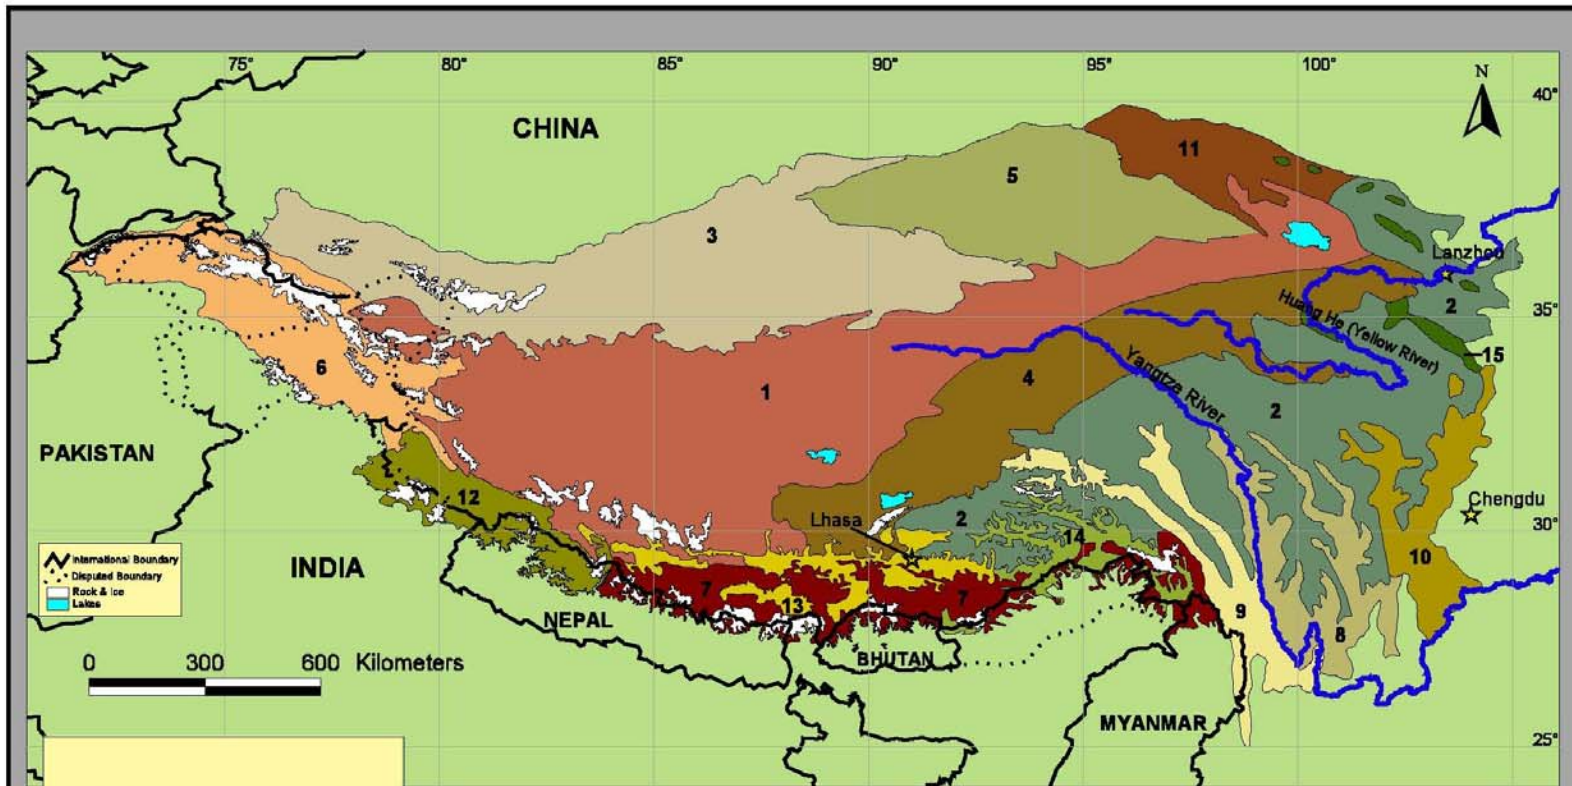 75°
80°
85°
90°
95°
100°
N
40°
CHINA
11
5
3
Lanzhou
2
35°
Huang He (Yellow River)
15
6
1
4
Yangtze River
2
PAKISTAN
12
Lhasa
2
14
Chengdu
30°
10
International Boundary
Disputed Boundary
Rock & Ice
Lakes
INDIA
7
13
7
9
8
NEPAL
BHUTAN
0 300 600 Kilometers
MYANMAR
25°